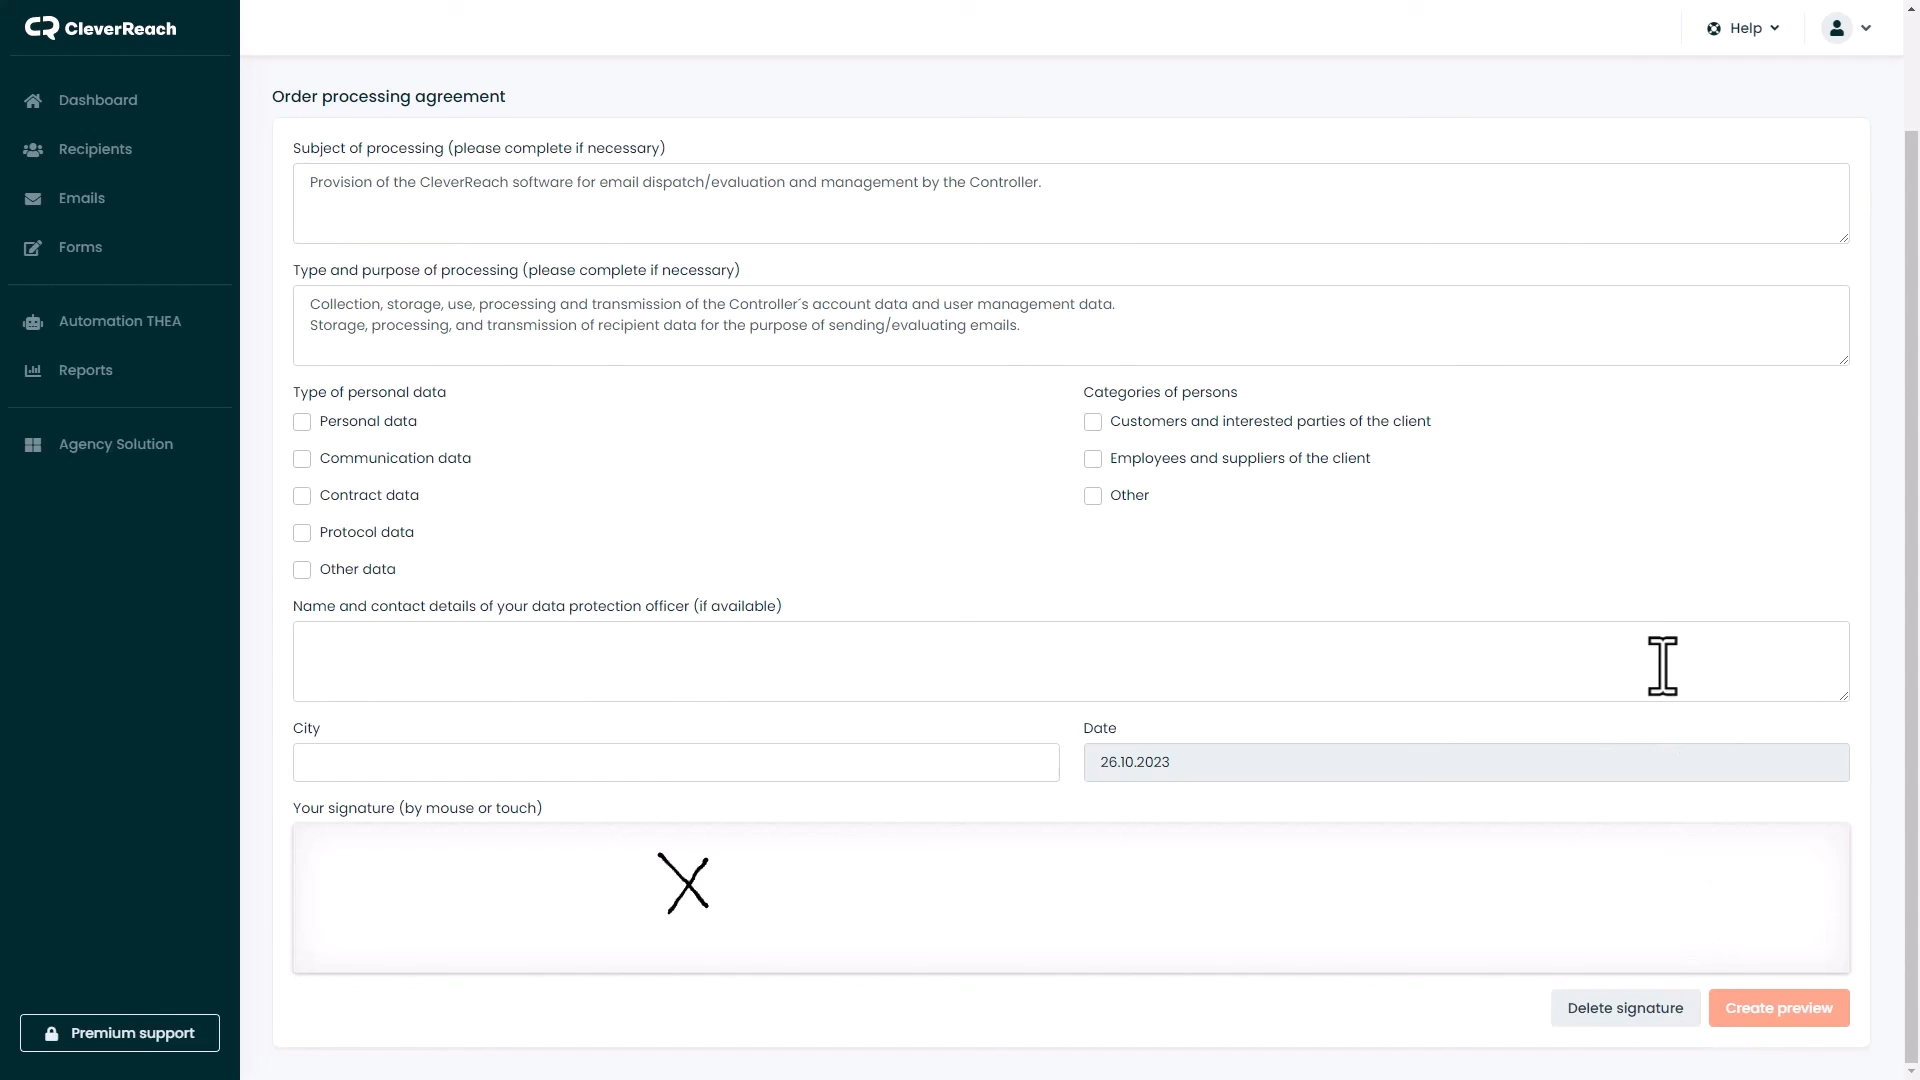 CleverReach
Help
Dashboard
Recipients
Emails
Forms
Automation THEA
Reports
Agency Solution
Premium support
Order processing agreement
Subject of processing (please complete if necessary)
Provision of the CleverReach software for email dispatch/evaluation and management by the Controller.
Type and purpose of processing (please complete if necessary)
Collection, storage, use, processing and transmission of the Controller´s account data and user management data.
Storage, processing, and transmission of recipient data for the purpose of sending/evaluating emails.
Type of personal data
Personal data
Communication data
Contract data
Protocol data
Other data
Categories of persons
Customers and interested parties of the client
Employees and suppliers of the client
Other
Name and contact details of your data protection officer (if available)
City
Date
26.10.2023
Your signature (by mouse or touch)
X
Delete signature
Create preview